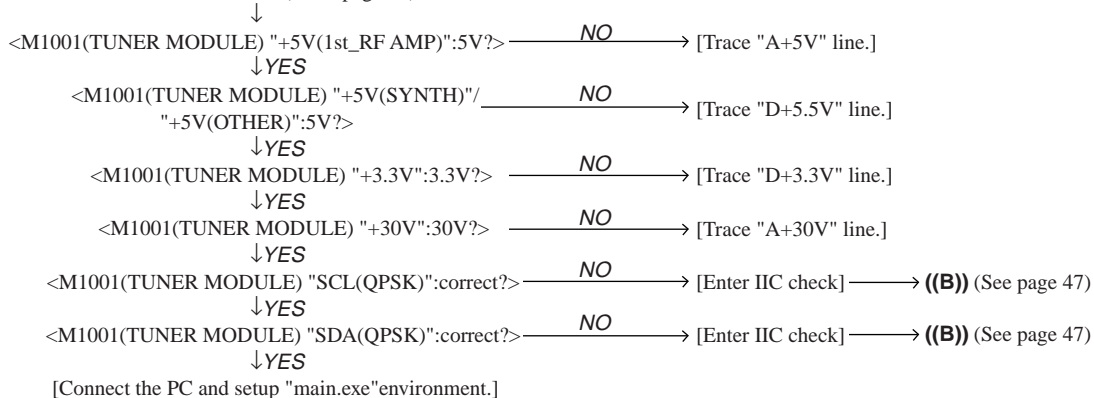 ↓
<M1001(TUNER MODULE) "+5V(1st_RF AMP)":5V?> NO → [Trace "A+5V" line.]
↓YES
<M1001(TUNER MODULE) "+5V(SYNTH)"/ NO → [Trace "D+5.5V" line.]
"+5V(OTHER)":5V?>
↓YES
<M1001(TUNER MODULE) "+3.3V":3.3V?> NO → [Trace "D+3.3V" line.]
↓YES
<M1001(TUNER MODULE) "+30V":30V?> NO → [Trace "A+30V" line.]
↓YES
<M1001(TUNER MODULE) "SCL(QPSK)":correct?> NO → [Enter IIC check] → ((B)) (See page 47)
↓YES
<M1001(TUNER MODULE) "SDA(QPSK)":correct?> NO → [Enter IIC check] → ((B)) (See page 47)
↓YES
[Connect the PC and setup "main.exe"environment.]